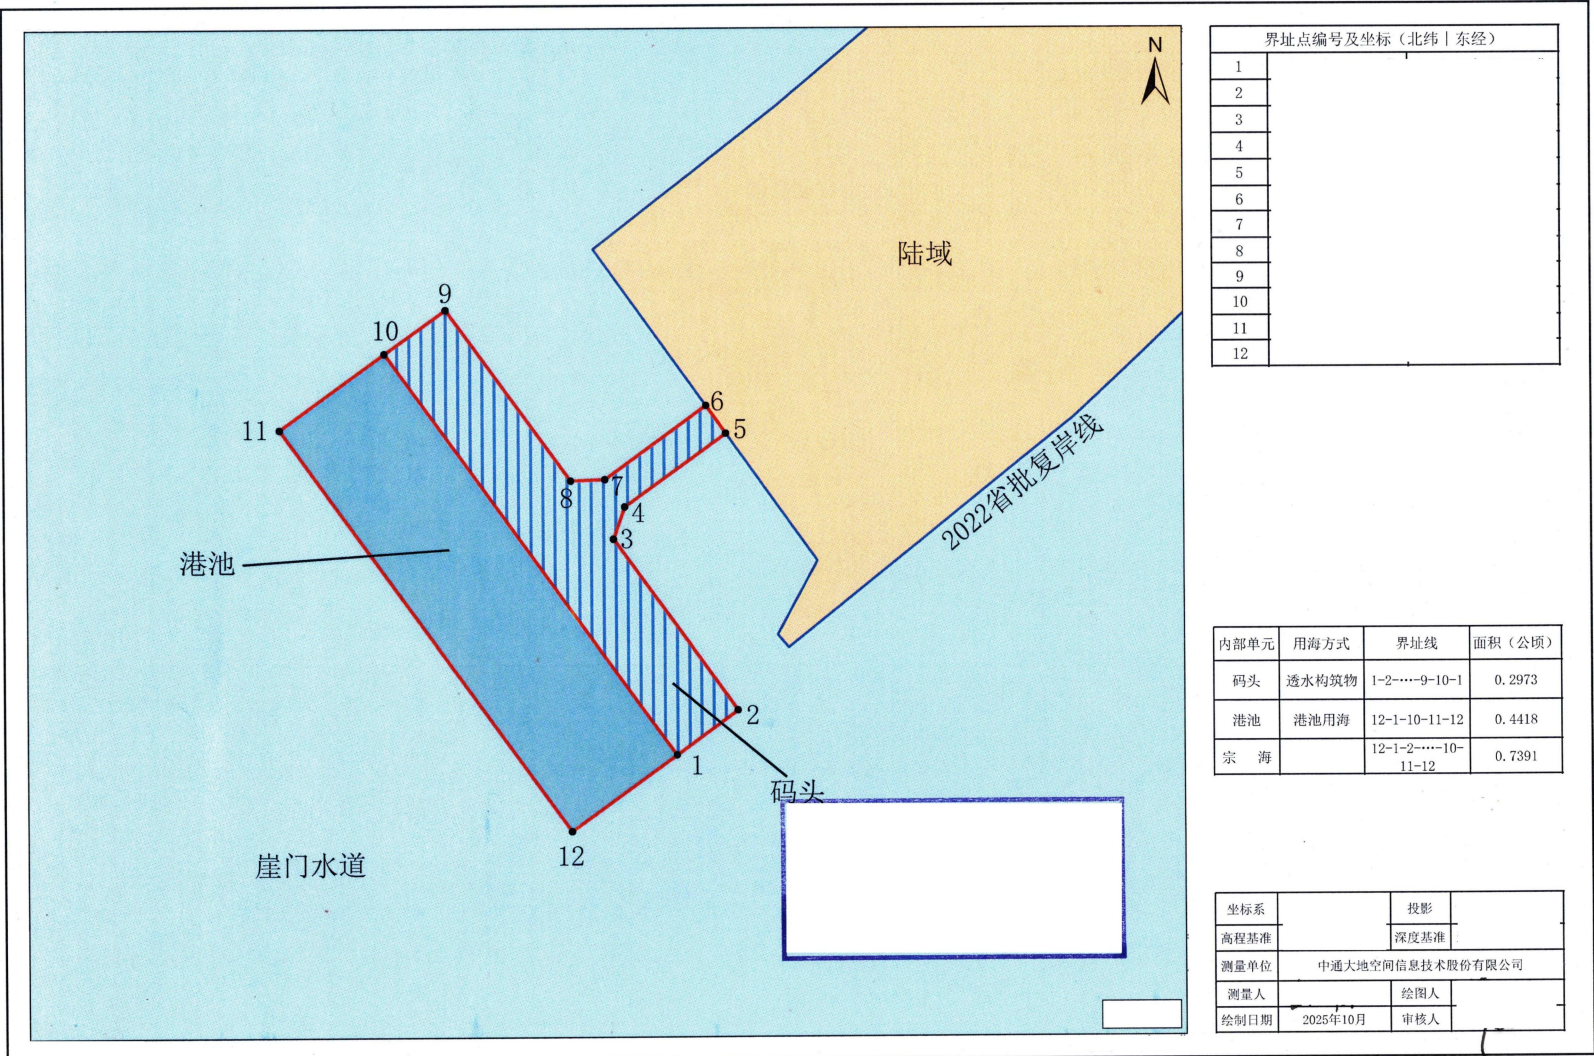 N
陆域
9
10
11
6
5
7
8
4
3
2022省批复岸线
港池
2
1
码头
12
崖门水道
界址点编号及坐标（北纬｜东经）
1
2
3
4
5
6
7
8
9
10
11
12
内部单元 用海方式 界址线 面积（公顷）
码头 透水构筑物 1-2-…-9-10-1 0.2973
港池 港池用海 12-1-10-11-12 0.4418
宗 海 12-1-2-…-10-11-12 0.7391
坐标系 投影
高程基准 深度基准
测量单位 中通大地空间信息技术股份有限公司
测量人 绘图人
绘制日期 2025年10月 审核人